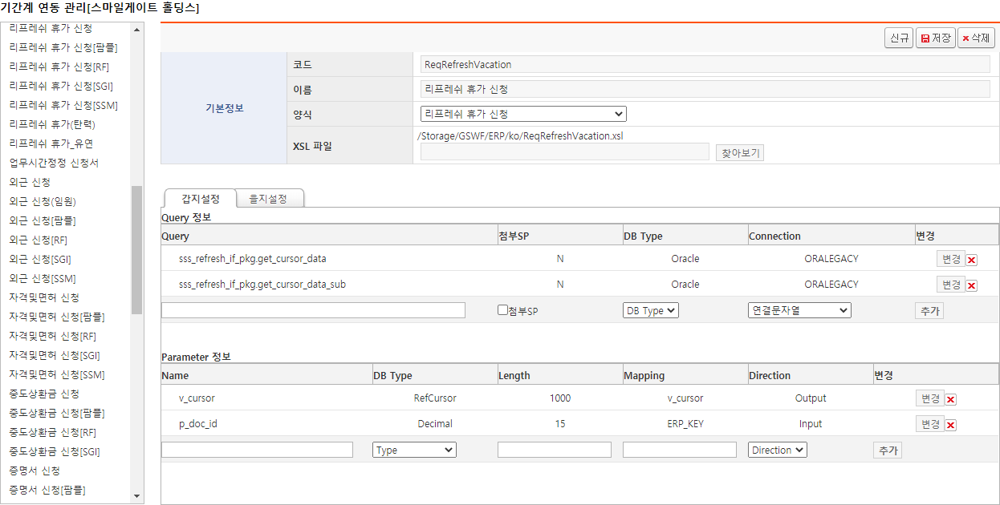 기간계 연동 관리[스마일게이트 홀딩스]
리프레쉬 휴가 신청
리프레쉬 휴가 신청[팜플]
리프레쉬 휴가 신청[RF]
리프레쉬 휴가 신청[SGI]
리프레쉬 휴가 신청[SSM]
리프레쉬 휴가(탄력)
리프레쉬 휴가_유연
업무시간정정 신청서
외근 신청
외근 신청(임원)
외근 신청[팜플]
외근 신청[RF]
외근 신청[SGI]
외근 신청[SSM]
자격및면허 신청
자격및면허 신청[팜플]
자격및면허 신청[RF]
자격및면허 신청[SGI]
자격및면허 신청[SSM]
중도상환금 신청
중도상환금 신청[팜플]
중도상환금 신청[RF]
중도상환금 신청[SGI]
증명서 신청
증명서 신청[팜플]
신규 저장 삭제
기본정보
코드 ReqRefreshVacation
이름 리프레쉬 휴가 신청
양식 리프레쉬 휴가 신청
XSL 파일 /Storage/GSWF/ERP/ko/ReqRefreshVacation.xsl
찾아보기
갑지설정 을지설정
Query 정보
Query 첨부SP DB Type Connection 변경
sss_refresh_if_pkg.get_cursor_data N Oracle ORALEGACY 변경
sss_refresh_if_pkg.get_cursor_data_sub N Oracle ORALEGACY 변경
첨부SP DB Type 연결문자열 추가
Parameter 정보
Name DB Type Length Mapping Direction 변경
v_cursor RefCursor 1000 v_cursor Output 변경
p_doc_id Decimal 15 ERP_KEY Input 변경
Type Direction 추가